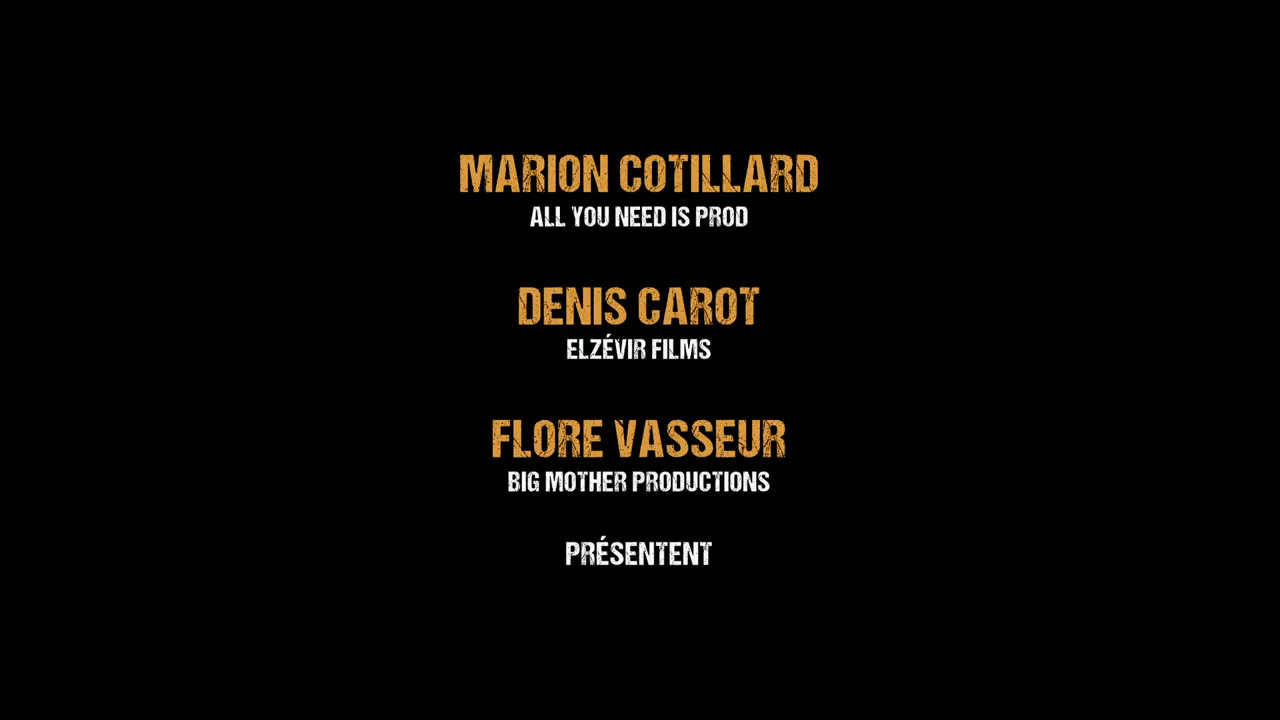 MARION COTILLARD
ALL YOU NEED IS PROD
DENIS CAROT
ELZÉVIR FILMS
FLORE VASSEUR
BIG MOTHER PRODUCTIONS
PRÉSENTENT